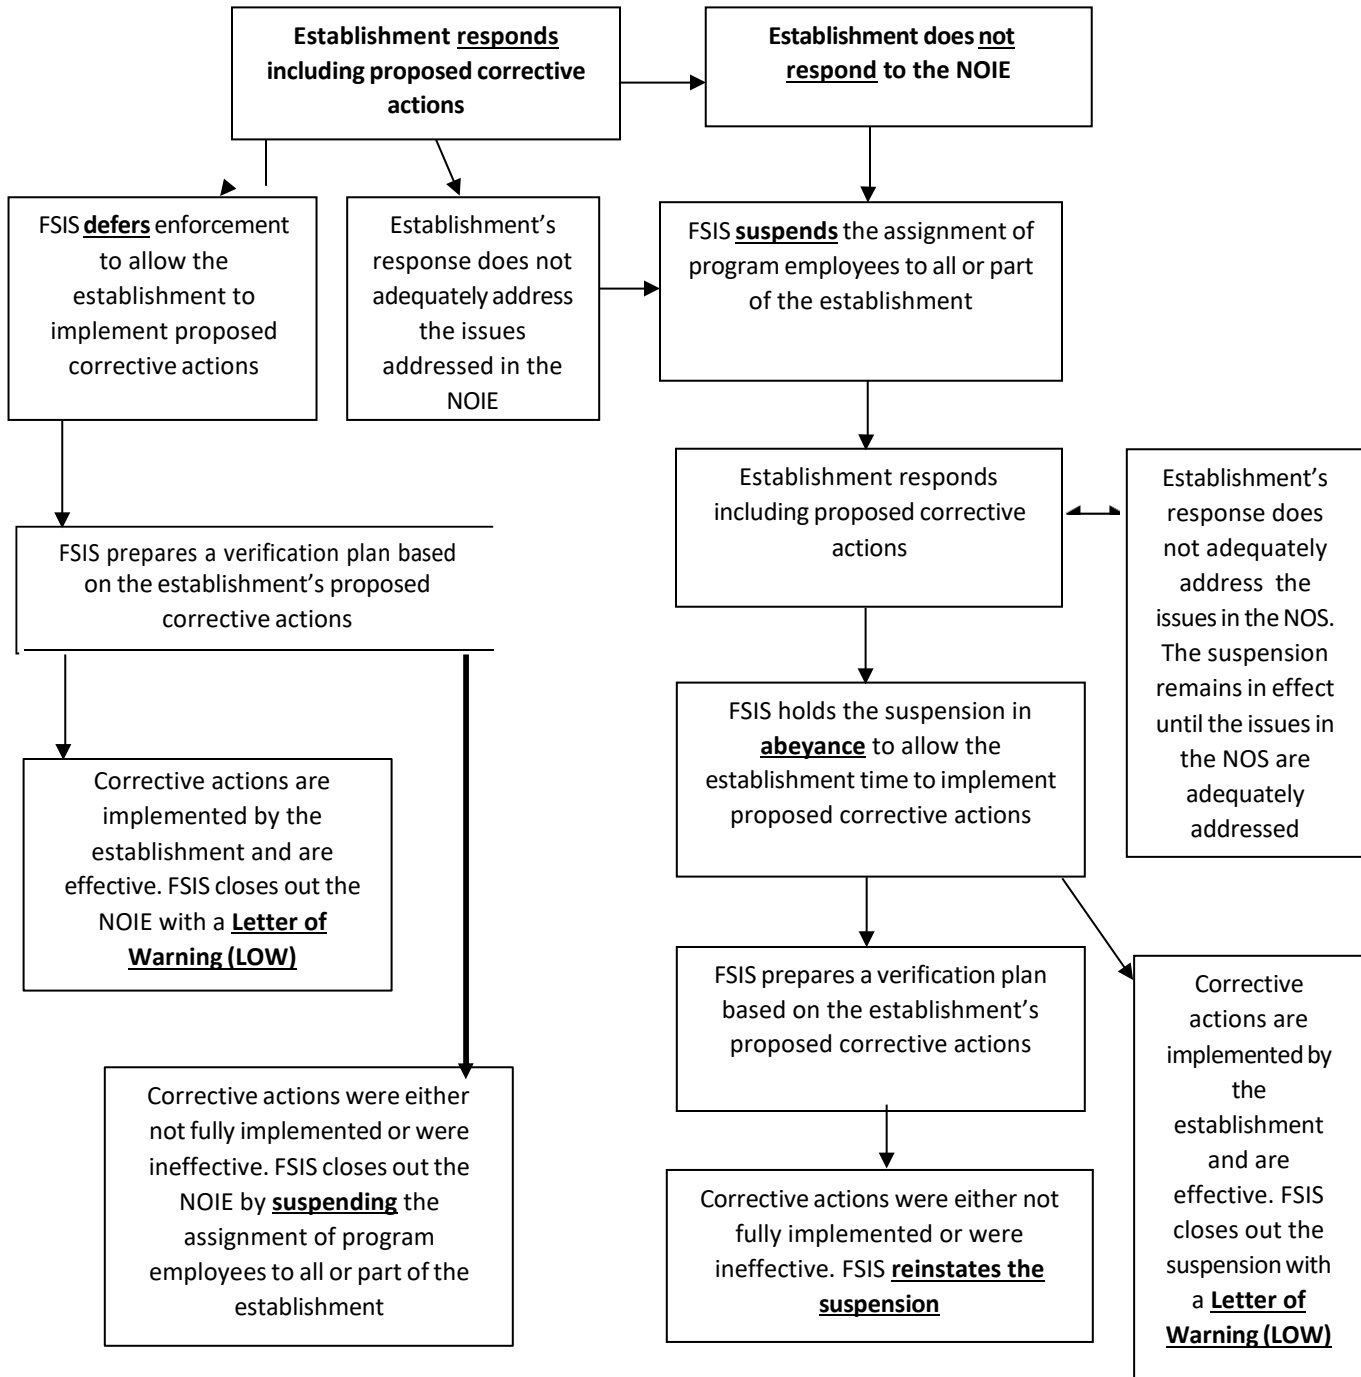 Establishment responds
including proposed corrective
actions
Establishment does not
respond to the NOIE
FSIS defers enforcement
to allow the
establishment to
implement proposed
corrective actions
Establishment's
response does not
adequately address
the issues
addressed in the
NOIE
FSIS suspends the assignment of
program employees to all or part
of the establishment
Establishment responds
including proposed corrective
actions
Establishment's
response does
not adequately
address the
issues in the NOS.
The suspension
remains in effect
until the issues in
the NOS are
adequately
addressed
FSIS prepares a verification plan based
on the establishment's proposed
corrective actions
FSIS holds the suspension in
abeyance to allow the
establishment time to implement
proposed corrective actions
Corrective actions are
implemented by the
establishment and are
effective. FSIS closes out the
NOIE with a Letter of
Warning (LOW)
FSIS prepares a verification plan
based on the establishment's
proposed corrective actions
Corrective
actions are
implemented by
the
establishment
and are
effective. FSIS
closes out the
suspension with
a Letter of
Warning (LOW)
Corrective actions were either
not fully implemented or were
ineffective. FSIS closes out the
NOIE by suspending the
assignment of program
employees to all or part of the
establishment
Corrective actions were either not
fully implemented or were
ineffective. FSIS reinstates the
suspension